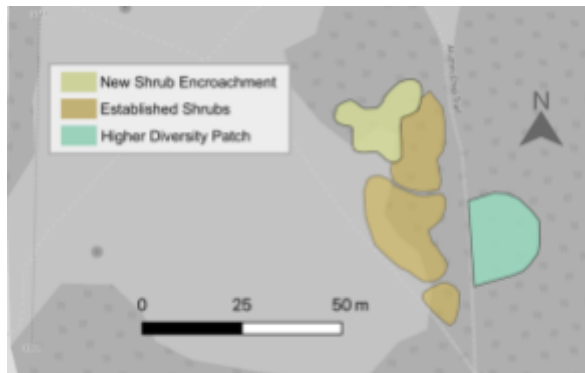 New Shrub Encroachment
Established Shrubs
Higher Diversity Patch
N
0
25
50 m